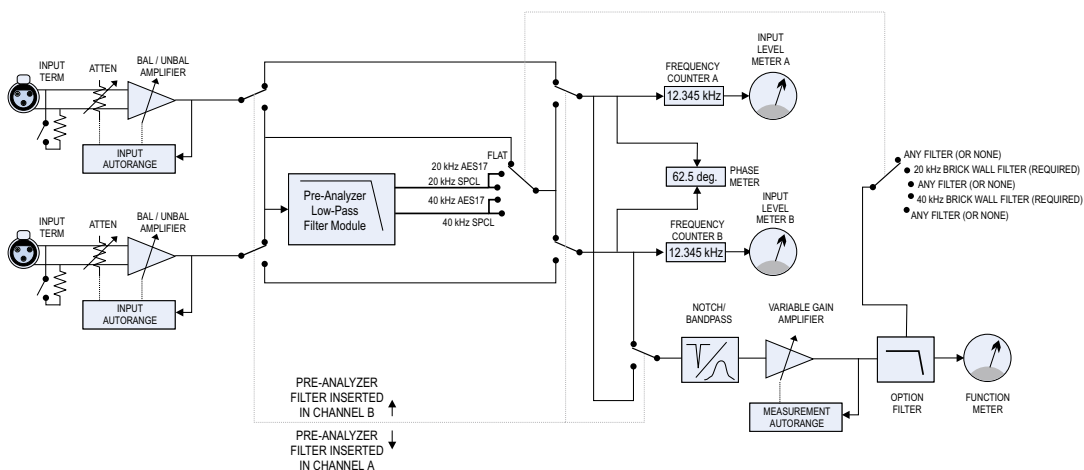 INPUT
TERM
ATTEN
BAL / UNBAL
AMPLIFIER
INPUT
AUTORANGE
INPUT
TERM
ATTEN
BAL / UNBAL
AMPLIFIER
INPUT
AUTORANGE
Pre-Analyzer
Low-Pass
Filter Module
FLAT
20 kHz AES17
20 kHz SPCL
40 kHz AES17
40 kHz SPCL
FREQUENCY
COUNTER A
12.345 kHz
INPUT
LEVEL
METER A
62.5 deg.
PHASE
METER
FREQUENCY
COUNTER B
12.345 kHz
INPUT
LEVEL
METER B
ANY FILTER (OR NONE)
20 kHz BRICK WALL FILTER (REQUIRED)
ANY FILTER (OR NONE)
40 kHz BRICK WALL FILTER (REQUIRED)
ANY FILTER (OR NONE)
NOTCH/
BANDPASS
VARIABLE GAIN
AMPLIFIER
MEASUREMENT
AUTORANGE
OPTION
FILTER
FUNCTION
METER
PRE-ANALYZER
FILTER INSERTED
IN CHANNEL B
PRE-ANALYZER
FILTER INSERTED
IN CHANNEL A